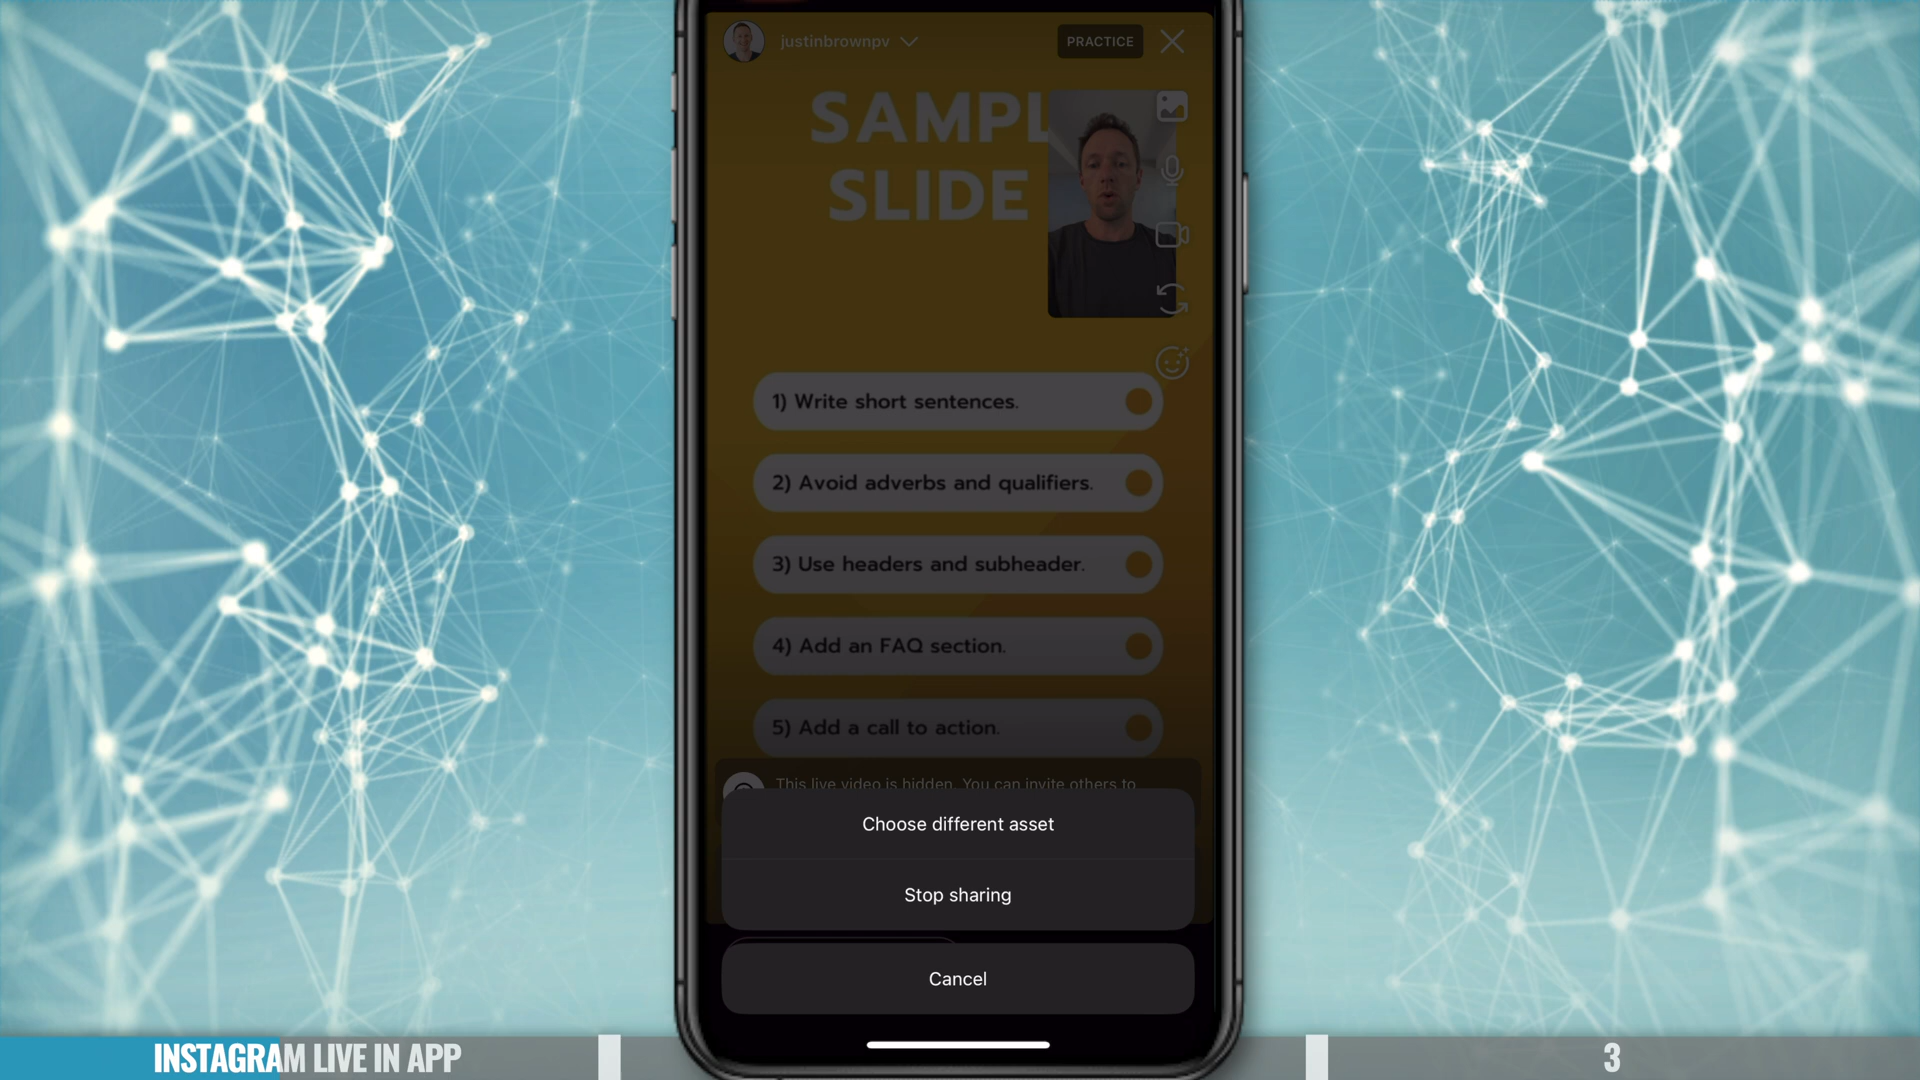 justinbrownpv
PRACTICE
SAMPL
SLIDE
1) Write short sentences.
2) Avoid adverbs and qualifiers.
3) Use headers and subheader.
4) Add an FAQ section.
5) Add a call to action.
This live video is hidden. You can invite others to
Choose different asset
Stop sharing
Cancel
INSTAGRAM LIVE IN APP
3